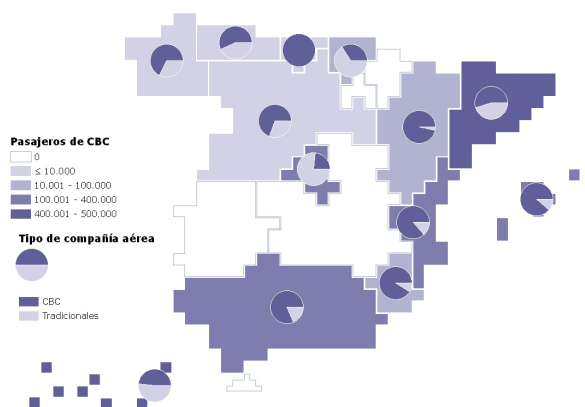 Pasajeros de CBC
0
≤ 10.000
10.001 - 100.000
100.001 - 400.000
400.001 - 500.000
Tipo de compañía aérea
CBC
Tradicionales